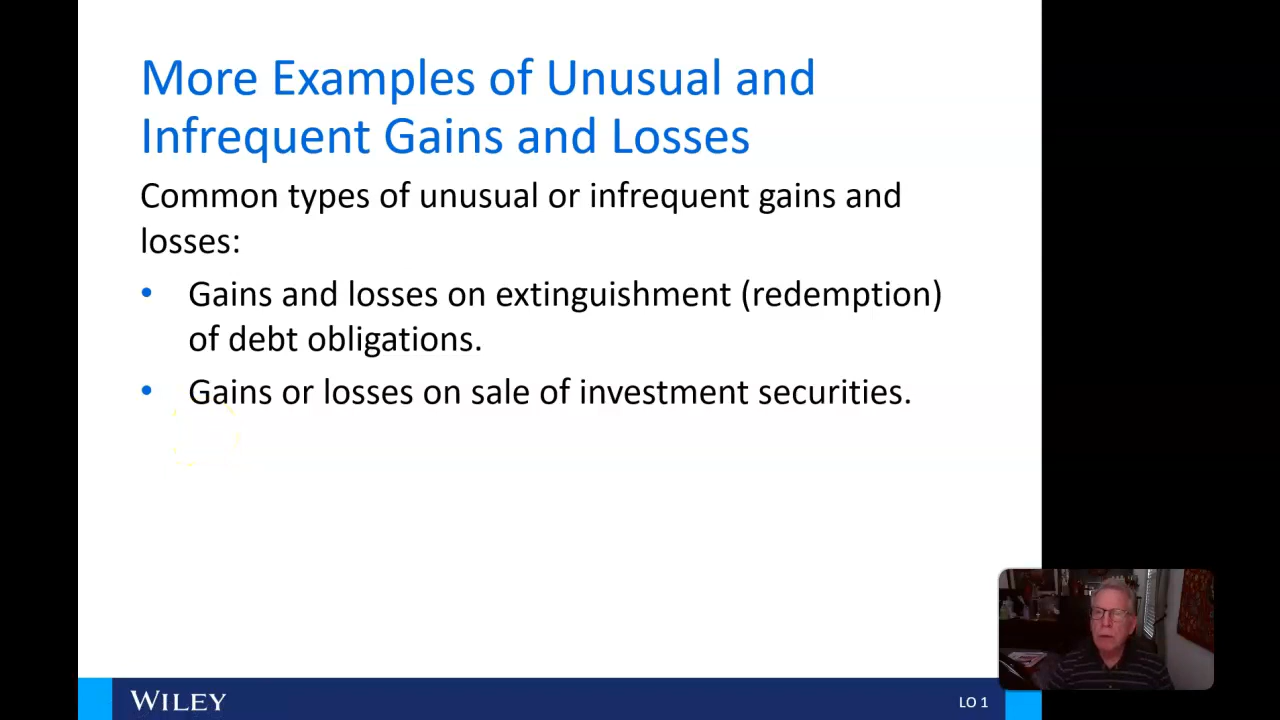 More Examples of Unusual and
Infrequent Gains and Losses
Common types of unusual or infrequent gains and
losses:
• Gains and losses on extinguishment (redemption)
of debt obligations.
• Gains or losses on sale of investment securities.
WILEY
LO 1